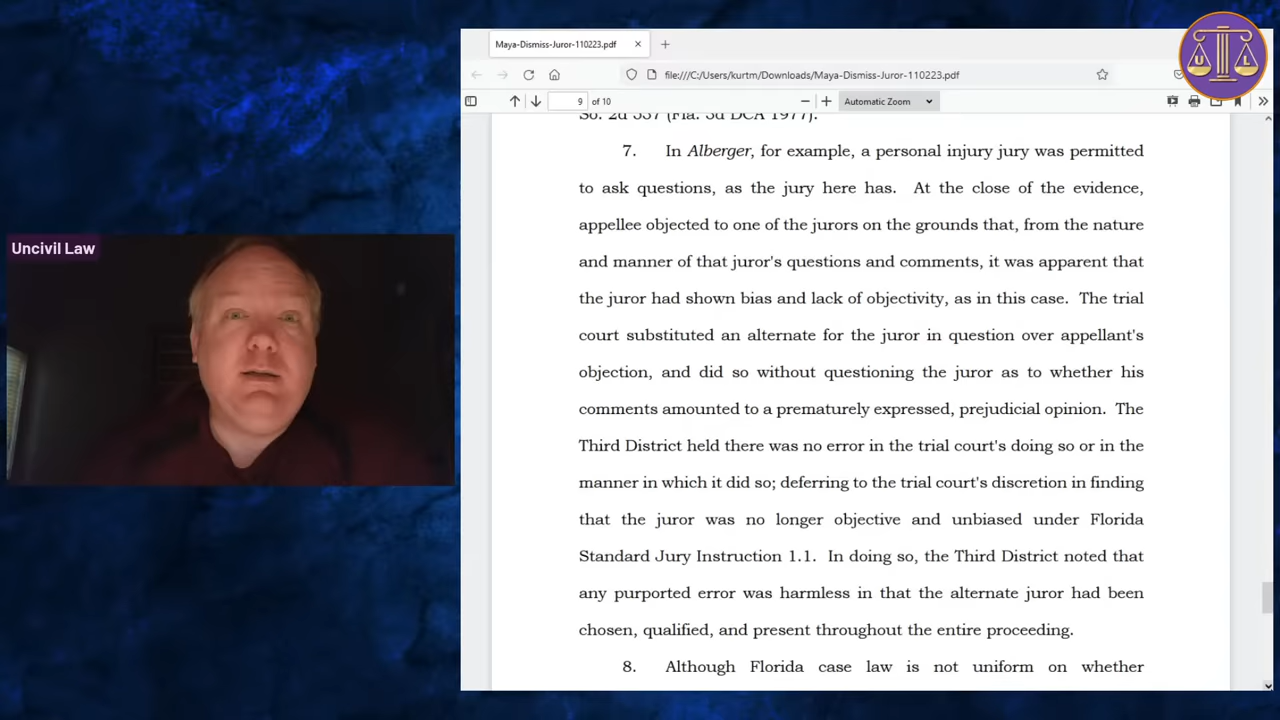 Maya-Dismiss-Juror-110223.pdf
U L
file:///C:/Users/kurtm/Downloads/Maya-Dismiss-Juror-110223.pdf
9 of 10
Automatic Zoom
So. 2d 557 (Fla. 3d DCA 1977).
7. In Alberger, for example, a personal injury jury was permitted
to ask questions, as the jury here has. At the close of the evidence,
appellee objected to one of the jurors on the grounds that, from the nature
and manner of that juror's questions and comments, it was apparent that
the juror had shown bias and lack of objectivity, as in this case. The trial
court substituted an alternate for the juror in question over appellant's
objection, and did so without questioning the juror as to whether his
comments amounted to a prematurely expressed, prejudicial opinion. The
Third District held there was no error in the trial court's doing so or in the
manner in which it did so; deferring to the trial court's discretion in finding
that the juror was no longer objective and unbiased under Florida
Standard Jury Instruction 1.1. In doing so, the Third District noted that
any purported error was harmless in that the alternate juror had been
chosen, qualified, and present throughout the entire proceeding.
8. Although Florida case law is not uniform on whether
Uncivil Law